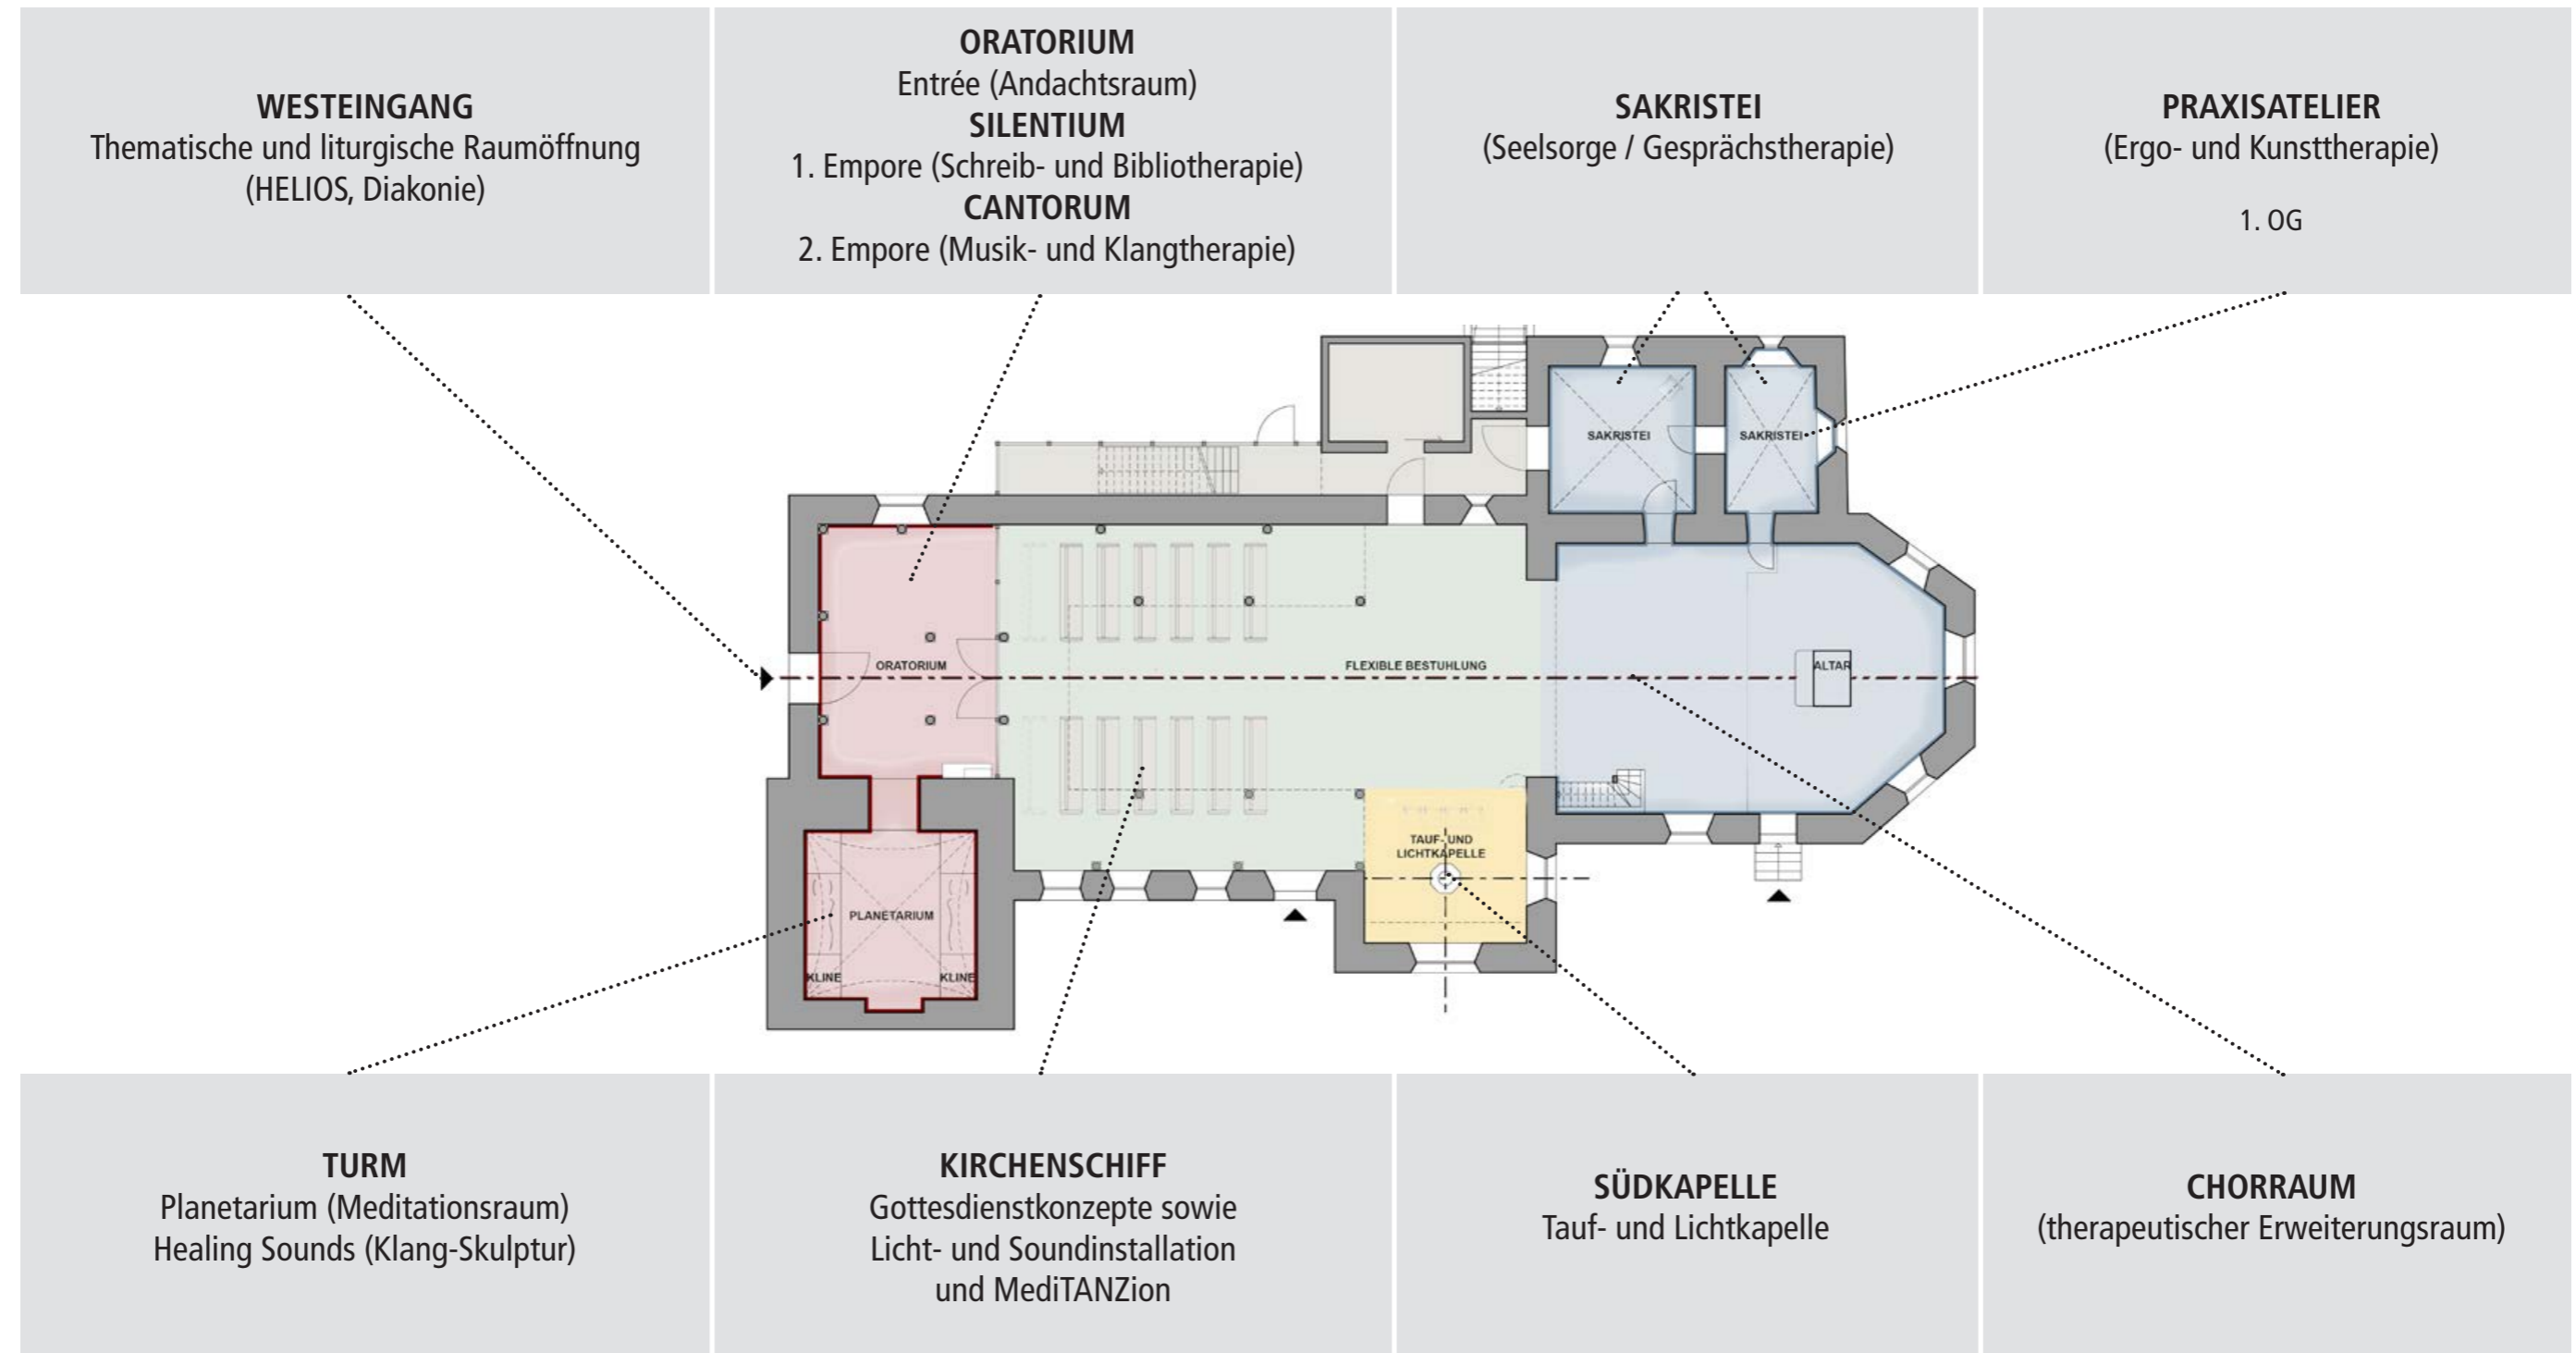 WESTEINGANG
Thematische und liturgische Raumöffnung
(HELIOS, Diakonie)
ORATORIUM
Entrée (Andachtsraum)
SILENTIUM
1. Empore (Schreib- und Bibliotherapie)
CANTORUM
2. Empore (Musik- und Klangtherapie)
SAKRISTEI
(Seelsorge / Gesprächstherapie)
PRAXISATELIER
(Ergo- und Kunsttherapie)
1. OG
SAKRISTEI
SAKRISTEI
ORATORIUM
FLEXIBLE BESTUHLUNG
ALTAR
TAUF- UND
LICHTKAPELLE
PLANETARIUM
KLINE
KLINE
TURM
Planetarium (Meditationsraum)
Healing Sounds (Klang-Skulptur)
KIRCHENSCHIFF
Gottesdienstkonzepte sowie
Licht- und Soundinstallation
und MediTANZion
SÜDKAPELLE
Tauf- und Lichtkapelle
CHORRAUM
(therapeutischer Erweiterungsraum)